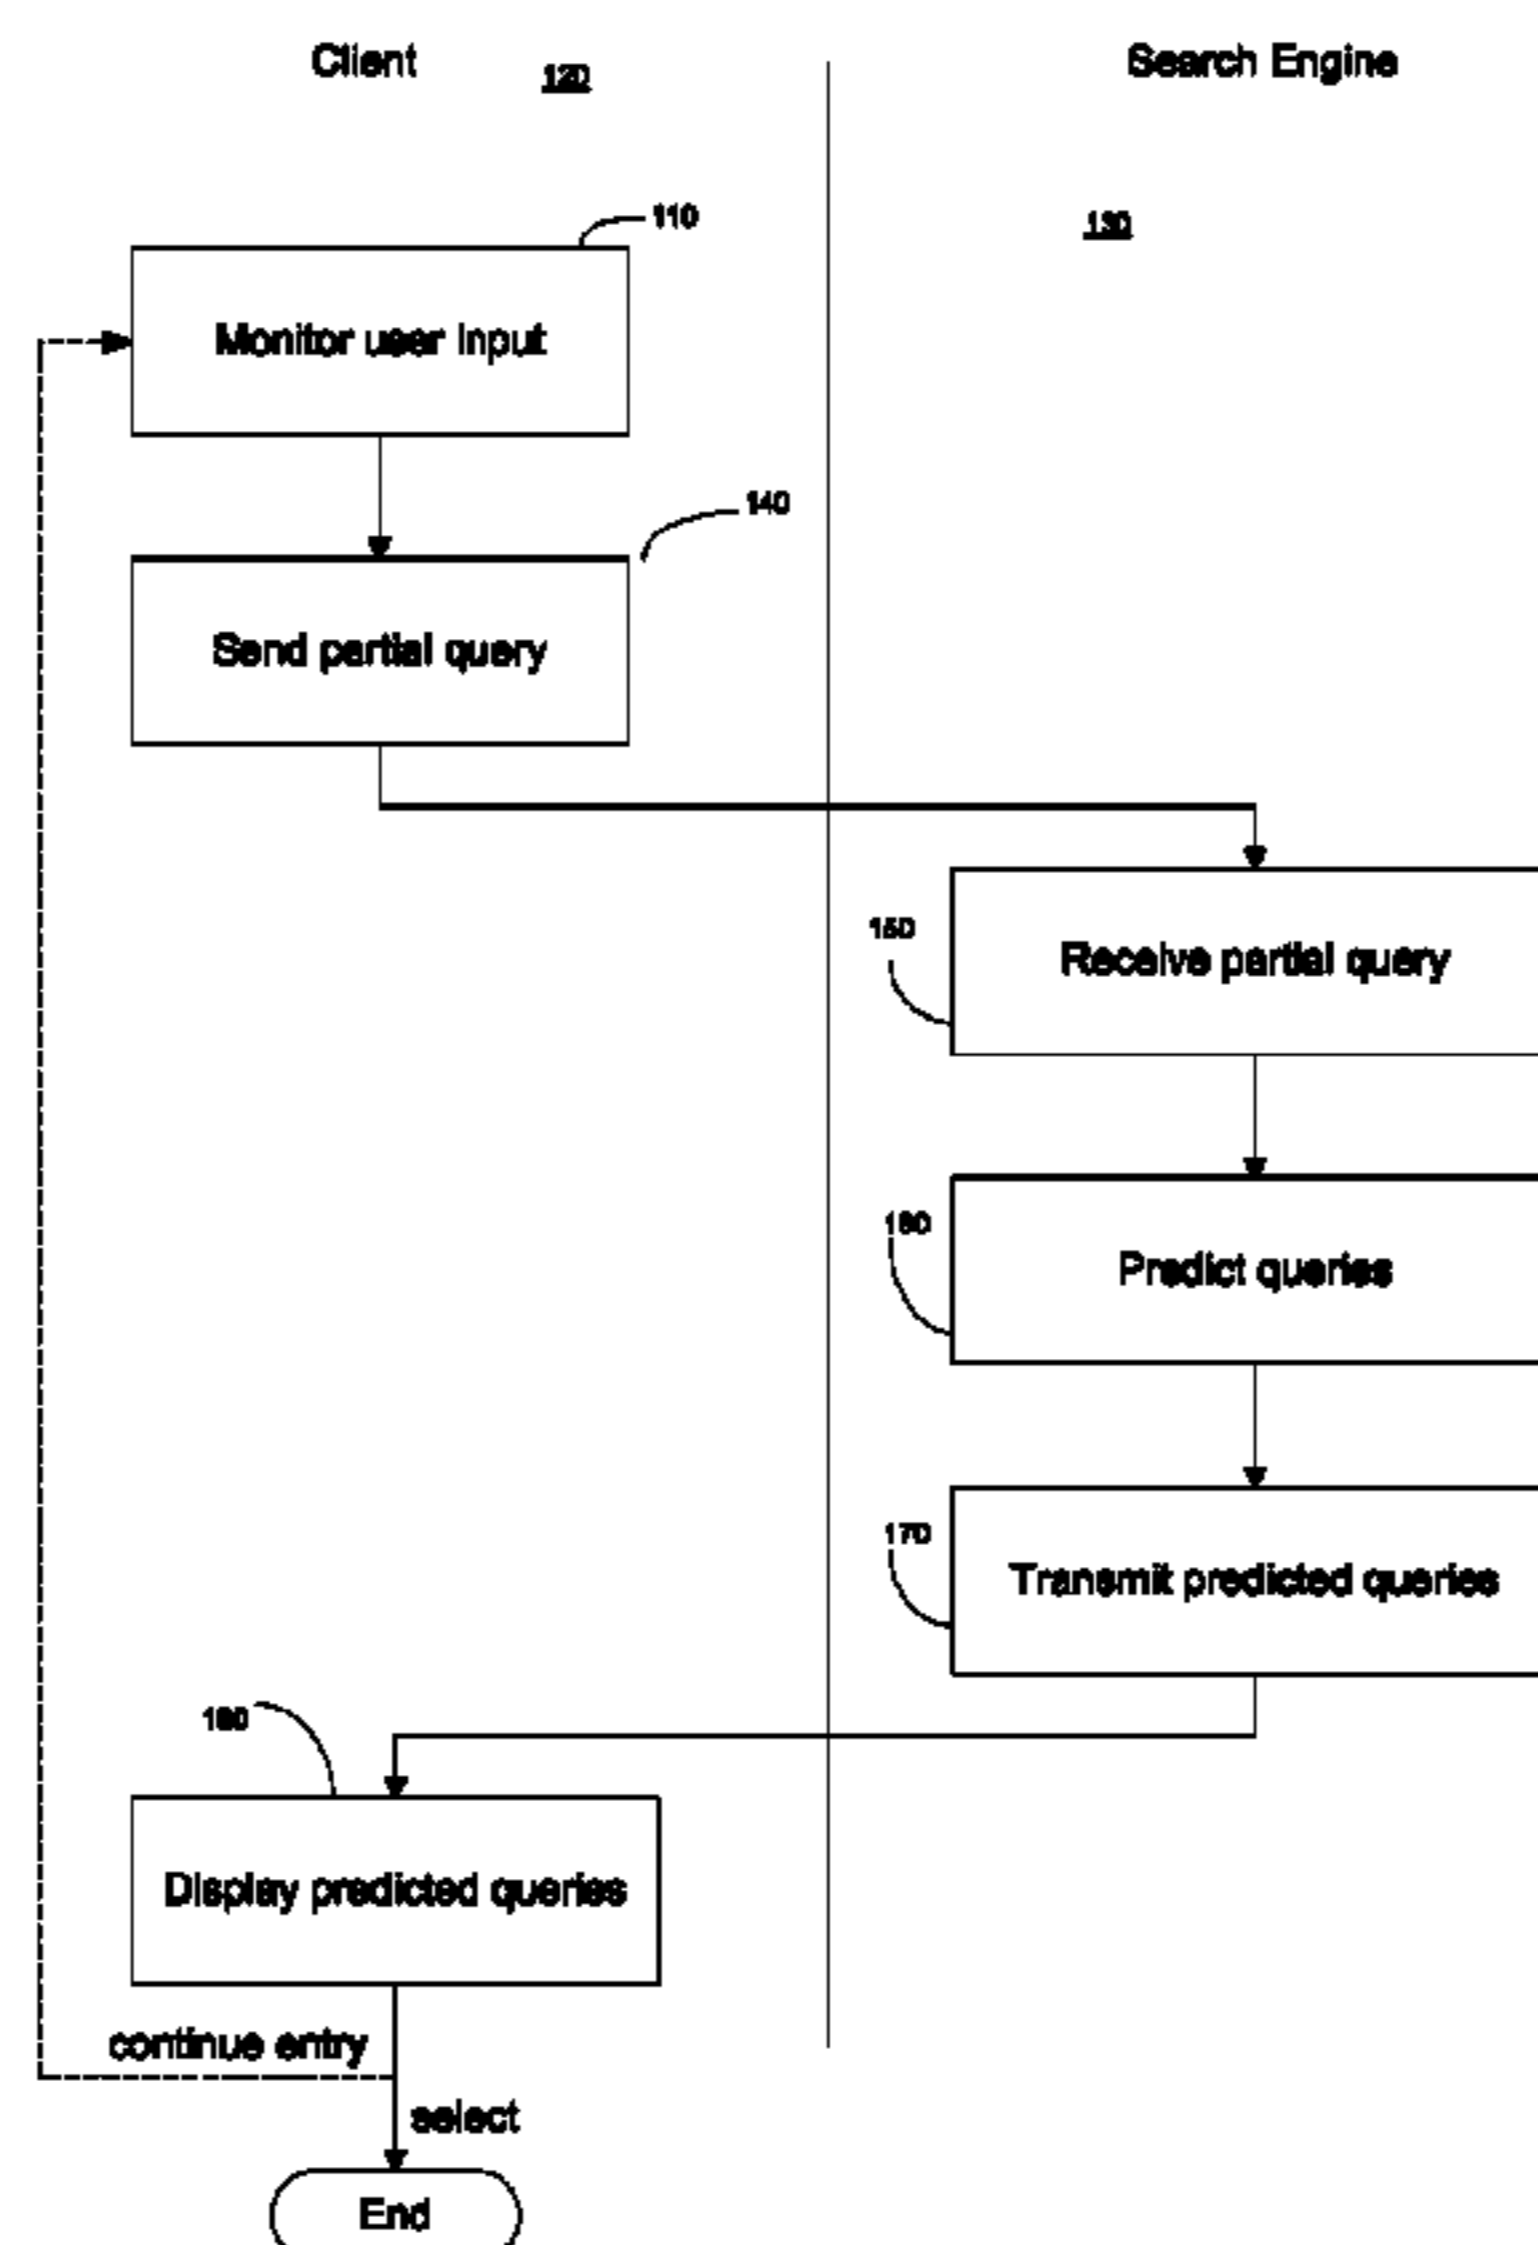 Client
120
Search Engine
130
110
Monitor user input
140
Send partial query
150
Receive partial query
160
Predict queries
170
Transmit predicted queries
Display predicted queries
continue entry
select
End